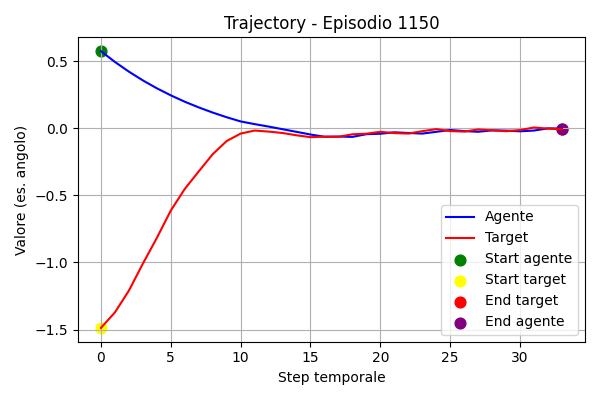 Trajectory - Episodio 1150
Valore (es. angolo)
0.5
0.0
−0.5
−1.0
−1.5
Agente
Target
Start agente
Start target
End target
End agente
0 5 10 15 20 25 30
Step temporale